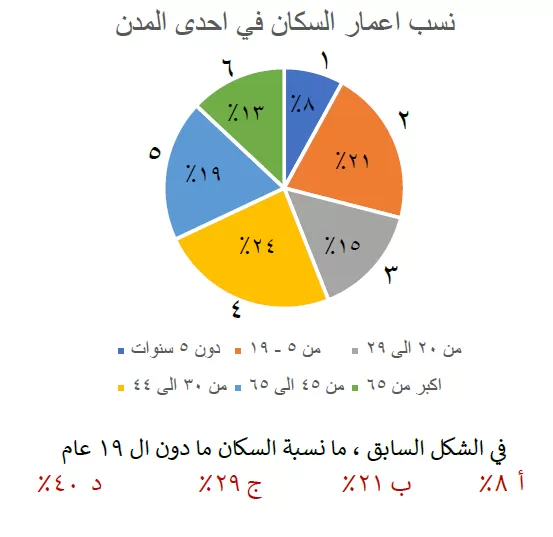 نسب اعمار السكان في احدى المدن
١
٨٪
٢
٢١٪
٣
١٥٪
٤
٢٤٪
٥
١٩٪
٦
١٣٪
دون ٥ سنوات من ٥ - ١٩ من ٢٠ الى ٢٩
من ٣٠ الى ٤٤ من ٤٥ الى ٦٥ اكبر من ٦٥
في الشكل السابق ، ما نسبة السكان ما دون ال ١٩ عام
أ ٨٪ ب ٢١٪ ج ٢٩٪ د ٤٠٪